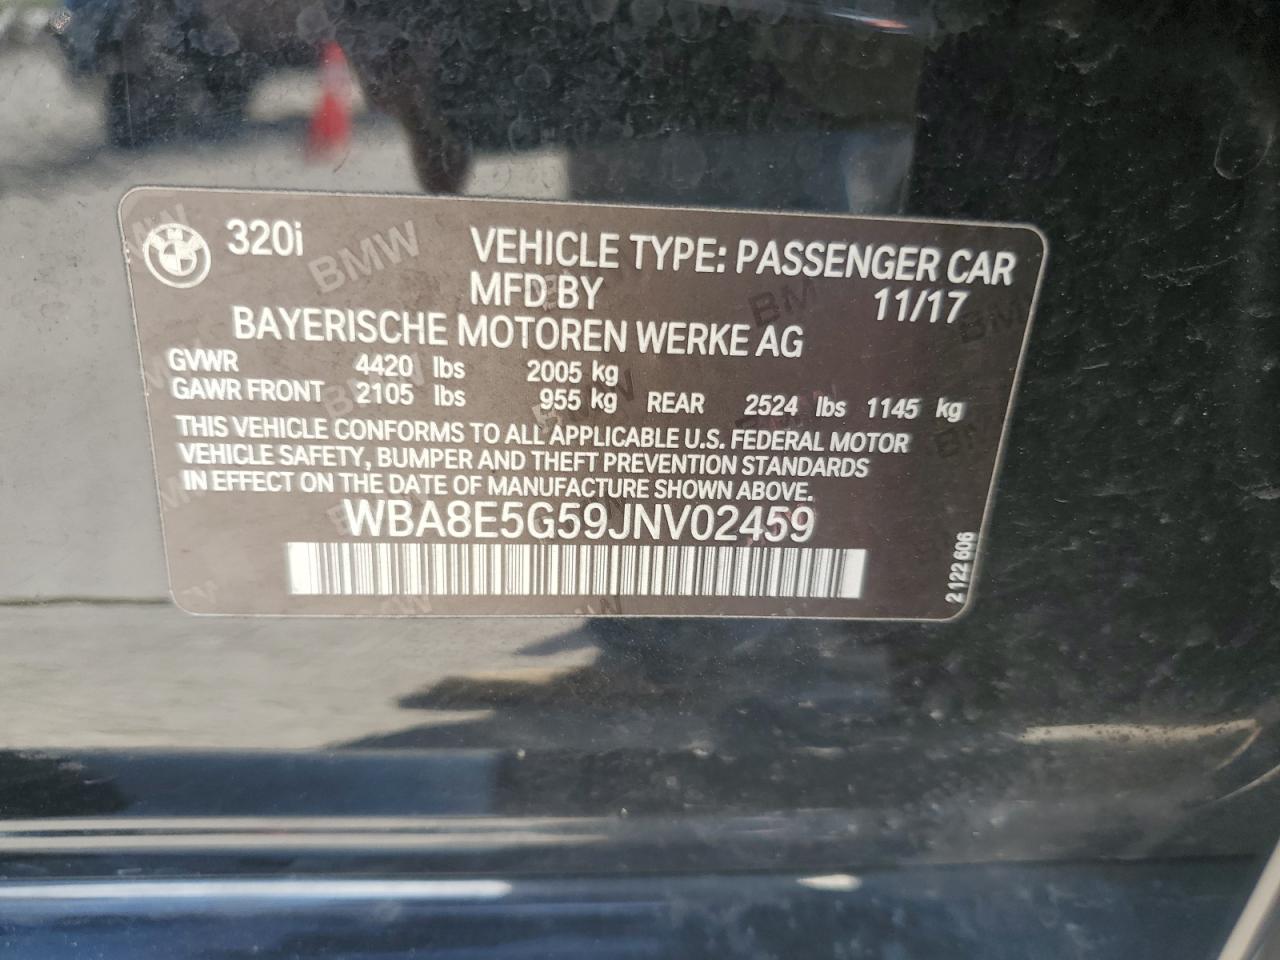 320i VEHICLE TYPE: PASSENGER CAR
MFD BY 11/17
BAYERISCHE MOTOREN WERKE AG
GVWR 4420 lbs 2005 kg
GAWR FRONT 2105 lbs 955 kg REAR 2524 lbs 1145 kg
THIS VEHICLE CONFORMS TO ALL APPLICABLE U.S. FEDERAL MOTOR
VEHICLE SAFETY, BUMPER AND THEFT PREVENTION STANDARDS
IN EFFECT ON THE DATE OF MANUFACTURE SHOWN ABOVE.
WBA8E5G59JNV02459
2 122 606